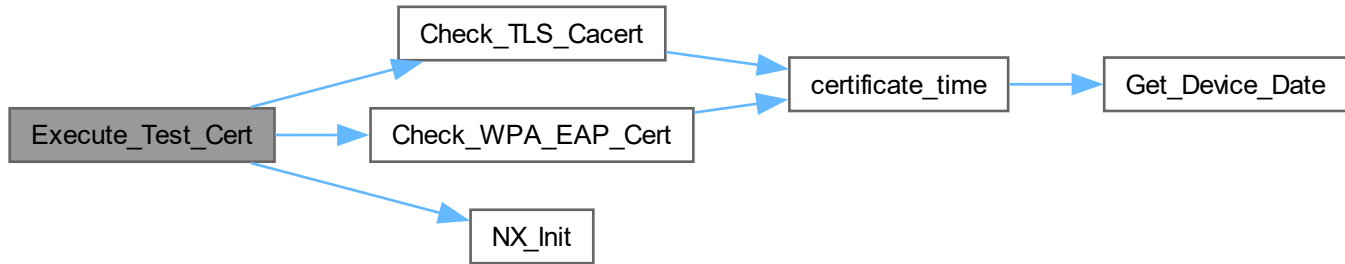 Execute_Test_Cert
Check_TLS_Cacert
Check_WPA_EAP_Cert
NX_Init
certificate_time
Get_Device_Date